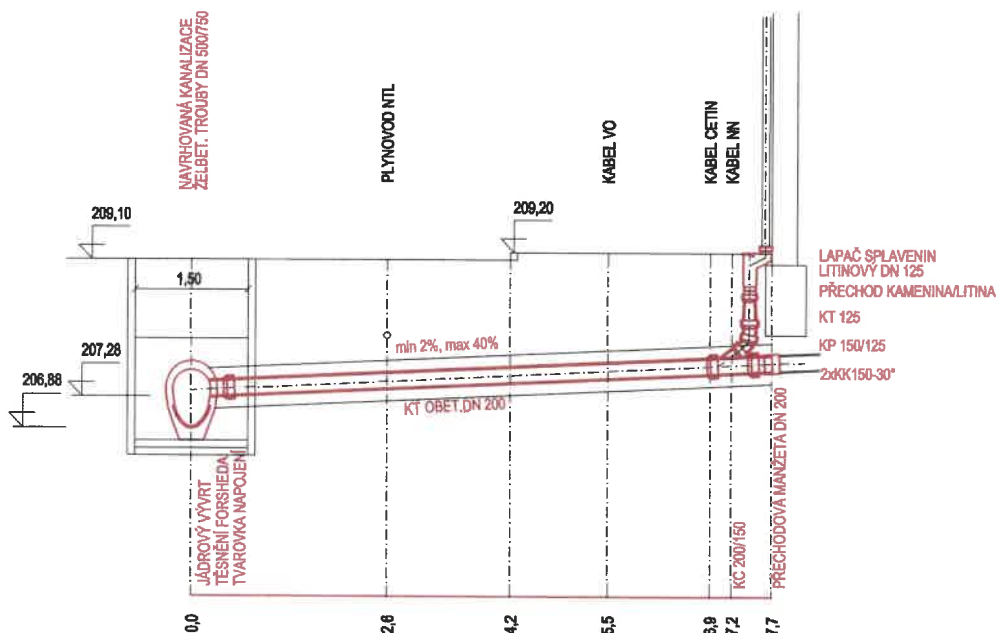 NAVRHOVANÁ KANALIZACE
ŽELBET. TROUBY DN 500/750
PLYNOVOD NTL
KABEL VO
KABEL CETIN
KABEL NN
209,10
209,20
1,50
207,28
206,88
min 2%, max 40%
KT OBET.DN 200
LAPAČ SPLAVENIN
LITINOVÝ DN 125
PŘECHOD KAMENINA/LITINA
KT 125
KP 150/125
2xKK150-30°
JÁDROVÝ VÝVRT
TĚSNĚNÍ FORSHEDA
TVAROVKA NAPOJENÍ
KC 200/150
PŘECHODOVÁ MANŽETA DN 200
0,0
2,6
4,2
5,5
6,9
7,2
7,7